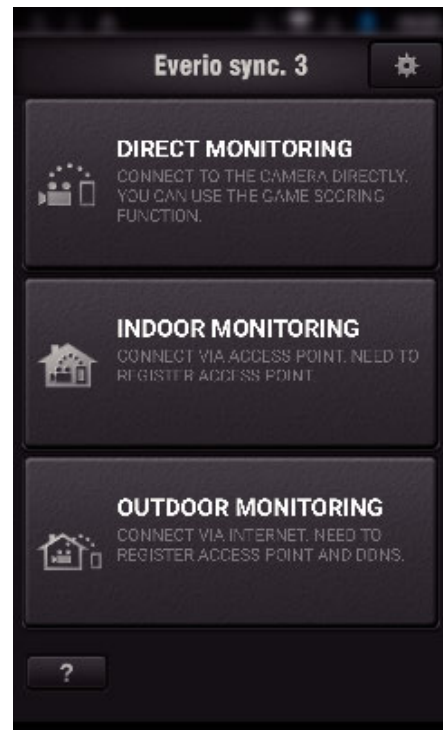 Everio sync. 3
DIRECT MONITORING
CONNECT TO THE CAMERA DIRECTLY.
YOU CAN USE THE GAME SCORING
FUNCTION.
INDOOR MONITORING
CONNECT VIA ACCESS POINT. NEED TO
REGISTER ACCESS POINT.
OUTDOOR MONITORING
CONNECT VIA INTERNET. NEED TO
REGISTER ACCESS POINT AND DDNS.
?